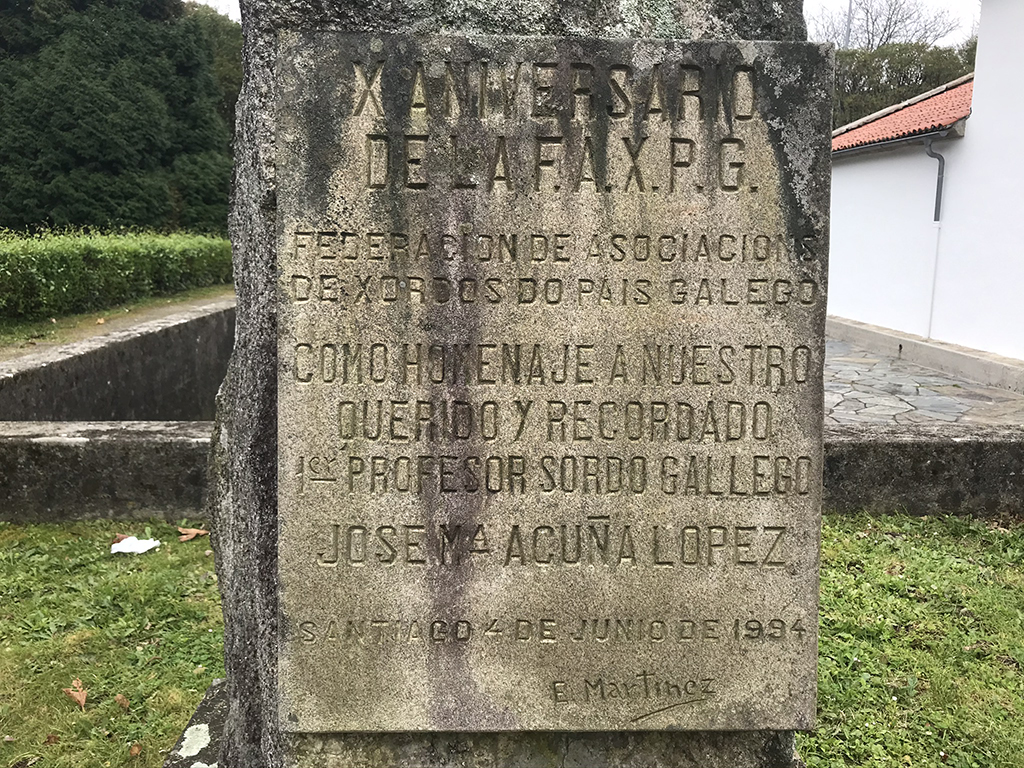 X ANIVERSARIO
DE LA F.A.X.P.G.
FEDERACION DE ASOCIACIONS
DE XORDOS DO PAIS GALEGO
COMO HOMENAJE A NUESTRO
QUERIDO Y RECORDADO
1er PROFESOR SORDO GALLEGO
JOSE Mª ACUÑA LOPEZ
SANTIAGO 4 DE JUNIO DE 1994
E. Martinez